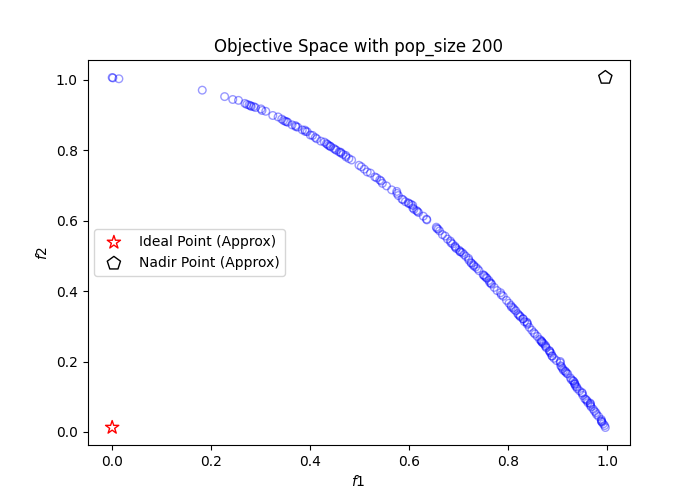 Objective Space with pop_size 200
1.0
0.8
0.6
0.4
0.2
0.0
f2
Ideal Point (Approx)
Nadir Point (Approx)
0.0 0.2 0.4 0.6 0.8 1.0
f1